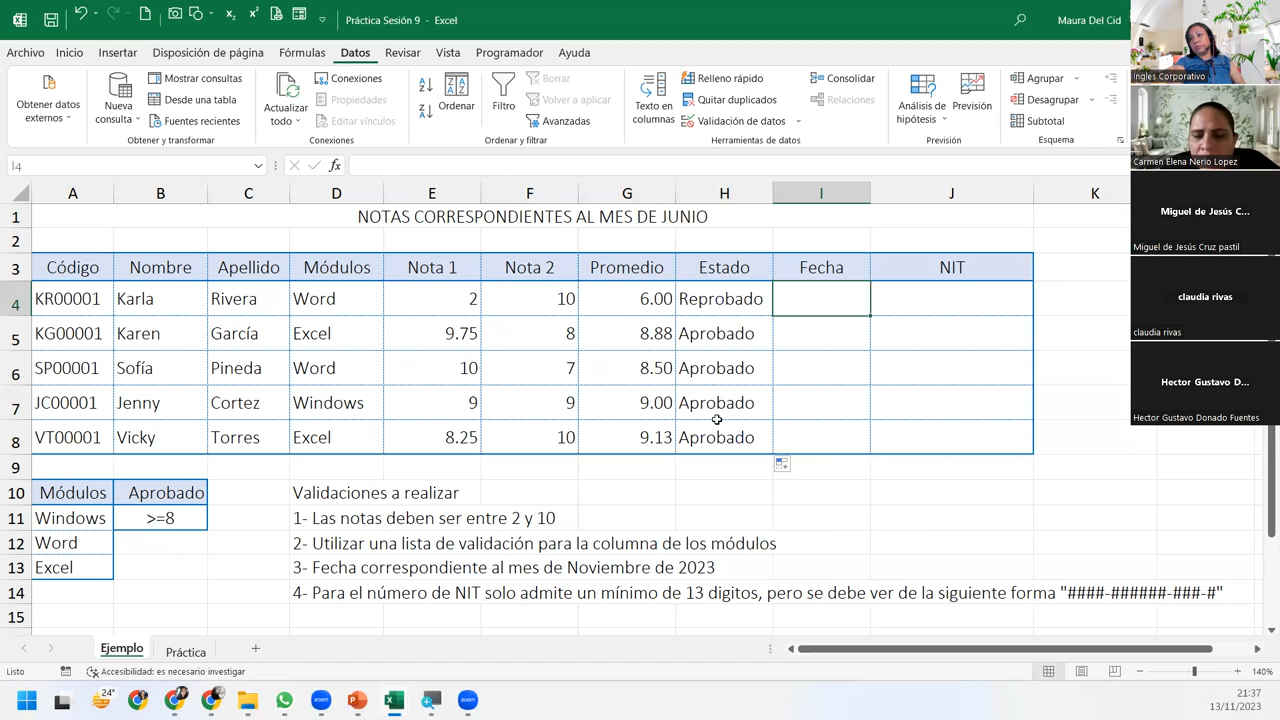 Práctica Sesión 9 - Excel
Maura Del Cid
Archivo Inicio Insertar Disposición de página Fórmulas Datos Revisar Vista Programador Ayuda
Obtener datos externos
Nueva consulta
Mostrar consultas
Desde una tabla
Fuentes recientes
Obtener y transformar
Actualizar todo
Conexiones
Propiedades
Editar vínculos
Conexiones
Ordenar
Filtro
Borrar
Volver a aplicar
Avanzadas
Ordenar y filtrar
Texto en columnas
Relleno rápido
Quitar duplicados
Validación de datos
Consolidar
Relaciones
Herramientas de datos
Análisis de hipótesis
Previsión
Previsión
Agrupar
Desagrupar
Subtotal
Esquema
I4
fx
A B C D E F G H I J K
1 NOTAS CORRESPONDIENTES AL MES DE JUNIO
2
3 Código Nombre Apellido Módulos Nota 1 Nota 2 Promedio Estado Fecha NIT
4 KR00001 Karla Rivera Word 2 10 6.00 Reprobado
5 KG00001 Karen García Excel 9.75 8 8.88 Aprobado
6 SP00001 Sofía Pineda Word 10 7 8.50 Aprobado
7 JC00001 Jenny Cortez Windows 9 9 9.00 Aprobado
8 VT00001 Vicky Torres Excel 8.25 10 9.13 Aprobado
9
10 Módulos Aprobado Validaciones a realizar
11 Windows >=8 1- Las notas deben ser entre 2 y 10
12 Word 2- Utilizar una lista de validación para la columna de los módulos
13 Excel 3- Fecha correspondiente al mes de Noviembre de 2023
14 4- Para el número de NIT solo admite un mínimo de 13 digitos, pero se debe ver de la siguiente forma "####-######-###-#"
15
Ejemplo Práctica
Listo Accesibilidad: es necesario investigar 140%
24°
zoom
zoom
21:37
13/11/2023
Ingles Corporativo
Carmen Elena Nerio Lopez
Miguel de Jesús C...
Miguel de Jesús Cruz pastil
claudia rivas
claudia rivas
Hector Gustavo D...
Hector Gustavo Donado Fuentes